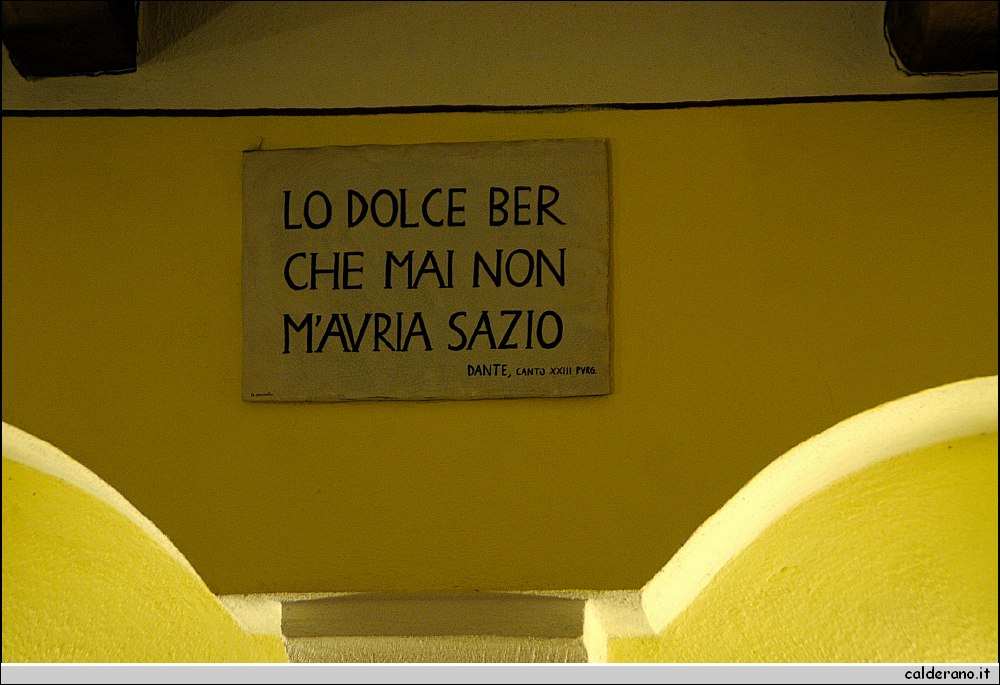 LO DOLCE BER
CHE MAI NON
M'AVRIA SAZIO
DANTE, CANTO XXIII PVRG.
calderano.it